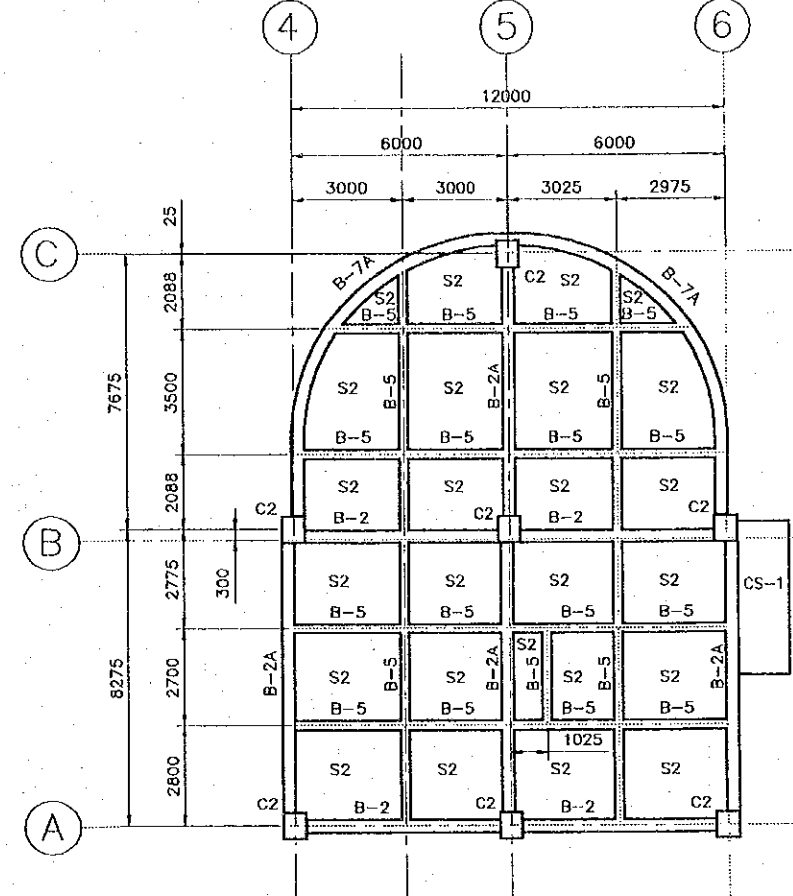 4 5 6
12000
6000 6000
3000 3000 3025 2975
25
C
B-7A B-7A
2088
S2 C2 S2
S2 S2
B-5 B-5 B-5 B-5
7675
3500
B-5 B-2A B-5
S2 S2 S2 S2
B-5 B-5 B-5 B-5
2088
S2 S2 S2 S2
C2 B-2 C2 B-2 C2
B
300
2775
S2 S2 S2 S2 CS-1
B-5 B-5 B-5 B-5
8275
2700
S2
B-2A B-5 B-2A B-5 B-5 B-2A
S2 S2 S2 S2
B-5 B-5 B-5 B-5
1025
2800
S2 S2 S2 S2
C2 B-2 C2 B-2 C2
A